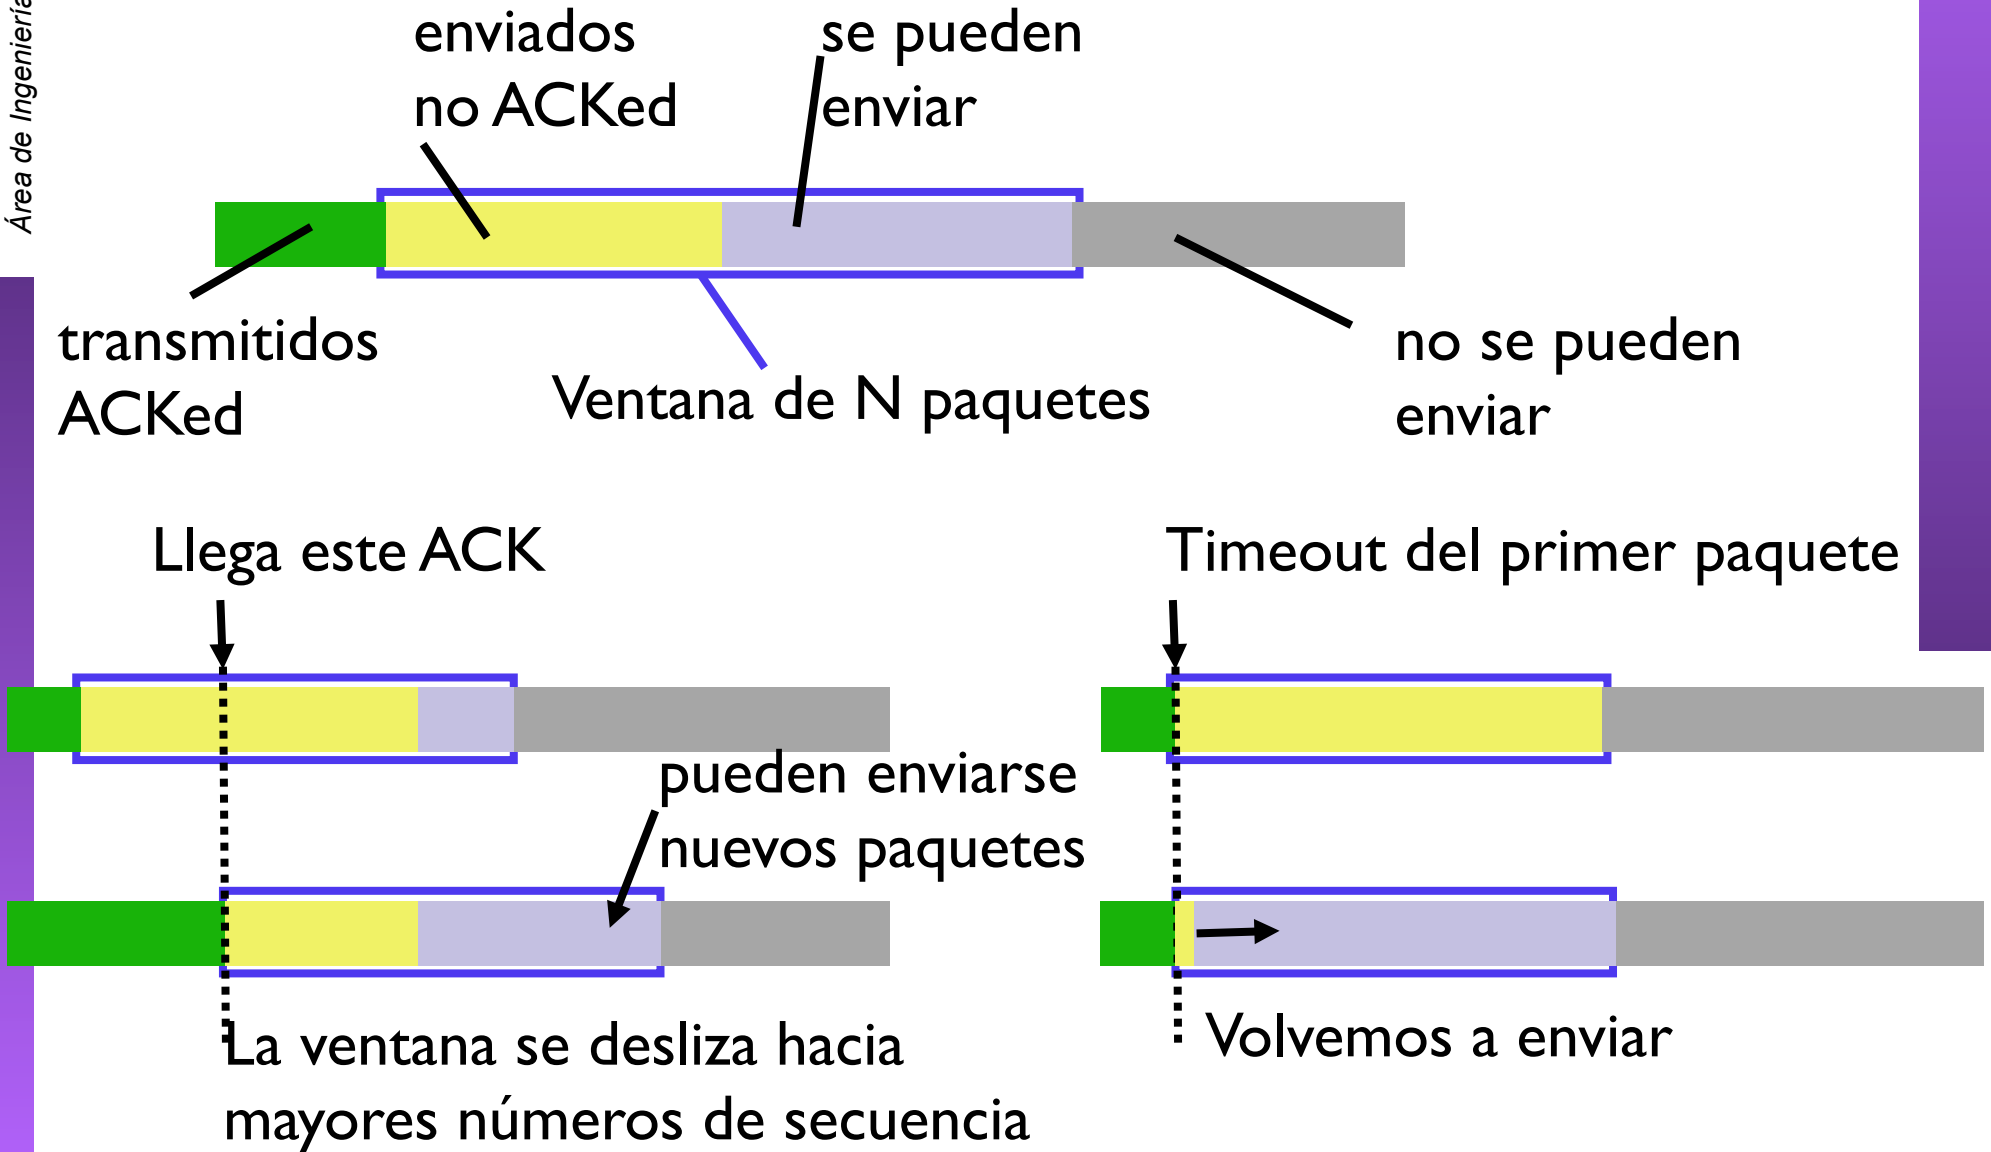 Área de Ingeniería
enviados
no ACKed
se pueden
enviar
transmitidos
ACKed
Ventana de N paquetes
no se pueden
enviar
Llega este ACK
Timeout del primer paquete
pueden enviarse
nuevos paquetes
La ventana se desliza hacia
mayores números de secuencia
Volvemos a enviar